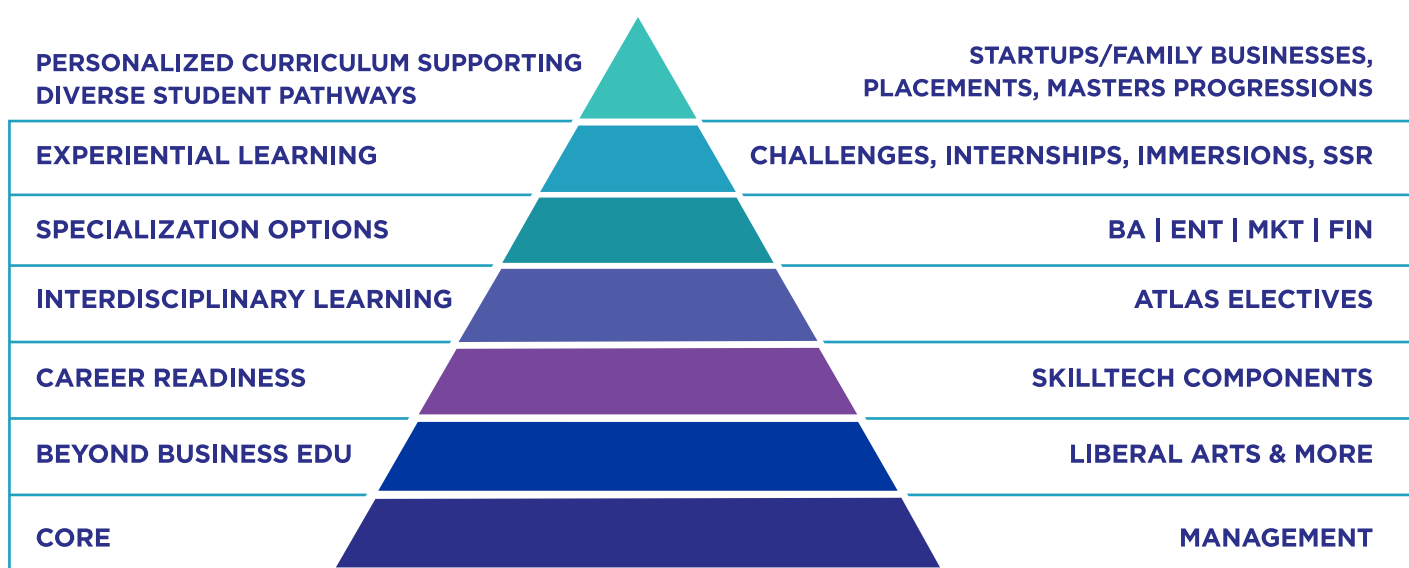 PERSONALIZED CURRICULUM SUPPORTING
DIVERSE STUDENT PATHWAYS
STARTUPS/FAMILY BUSINESSES,
PLACEMENTS, MASTERS PROGRESSIONS
EXPERIENTIAL LEARNING
CHALLENGES, INTERNSHIPS, IMMERSIONS, SSR
SPECIALIZATION OPTIONS
BA | ENT | MKT | FIN
INTERDISCIPLINARY LEARNING
ATLAS ELECTIVES
CAREER READINESS
SKILLTECH COMPONENTS
BEYOND BUSINESS EDU
LIBERAL ARTS & MORE
CORE
MANAGEMENT